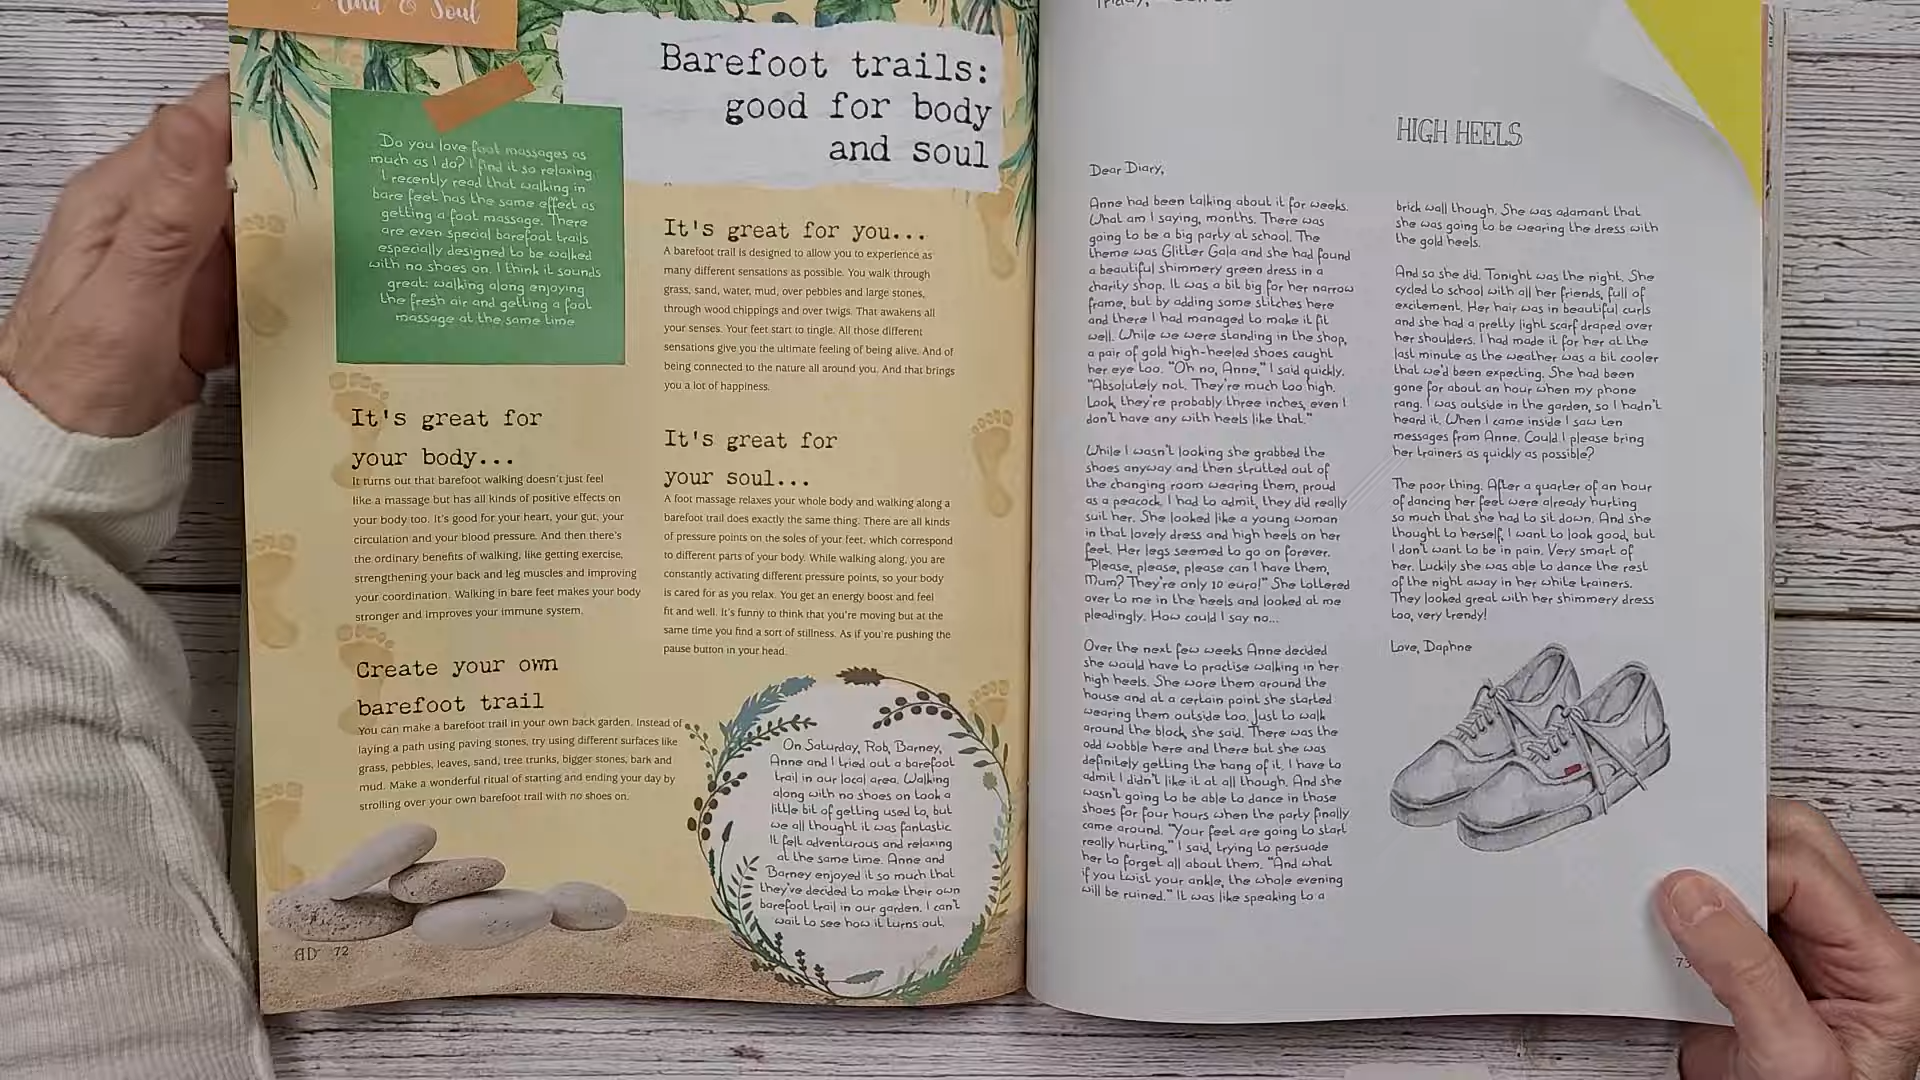 Mind & Soul
Barefoot trails:
good for body
and soul
Do you love foot massages as
much as I do? I find it so relaxing.
I recently read that walking in
bare feet has the same effect as
getting a foot massage. There
are even special barefoot trails
especially designed to be walked
with no shoes on. I think it sounds
great: walking along enjoying
the fresh air and getting a foot
massage at the same time
It's great for
your body...
It turns out that barefoot walking doesn't just feel
like a massage but has all kinds of positive effects on
your body too. It's good for your heart, your gut, your
circulation and your blood pressure. And then there's
the ordinary benefits of walking, like getting exercise,
strengthening your back and leg muscles and improving
your coordination. Walking in bare feet makes your body
stronger and improves your immune system.
Create your own
barefoot trail
You can make a barefoot trail in your own back garden. Instead of
laying a path using paving stones, try using different surfaces like
grass, pebbles, leaves, sand, tree trunks, bigger stones, bark and
mud. Make a wonderful ritual of starting and ending your day by
strolling over your own barefoot trail with no shoes on.
It's great for you...
A barefoot trail is designed to allow you to experience as
many different sensations as possible. You walk through
grass, sand, water, mud, over pebbles and large stones,
through wood chippings and over twigs. That awakens all
your senses. Your feet start to tingle. All those different
sensations give you the ultimate feeling of being alive. And of
being connected to the nature all around you. And that brings
you a lot of happiness.
It's great for
your soul...
A foot massage relaxes your whole body and walking along a
barefoot trail does exactly the same thing. There are all kinds
of pressure points on the soles of your feet, which correspond
to different parts of your body. While walking along, you are
constantly activating different pressure points, so your body
is cared for as you relax. You get an energy boost and feel
fit and well. It's funny to think that you're moving but at the
same time you find a sort of stillness. As if you're pushing the
pause button in your head.
On Saturday, Rob, Barney,
Anne and I tried out a barefoot
trail in our local area. Walking
along with no shoes on took a
little bit of getting used to, but
we all thought it was fantastic
It felt adventurous and relaxing
at the same time. Anne and
Barney enjoyed it so much that
they've decided to make their own
barefoot trail in our garden. I can't
wait to see how it turns out.
AD 72
HIGH HEELS
Dear Diary,
Anne had been talking about it for weeks.
What am I saying, months. There was
going to be a big party at school. The
theme was Glitter Gala and she had found
a beautiful shimmery green dress in a
charity shop. It was a bit big for her narrow
frame, but by adding some stitches here
and there I had managed to make it fit
well. While we were standing in the shop,
a pair of gold high-heeled shoes caught
her eye too. "Oh no, Anne," I said quickly.
"Absolutely not. They're much too high.
Look, they're probably three inches, even I
don't have any with heels like that."
While I wasn't looking she grabbed the
shoes anyway and then strutted out of
the changing room wearing them, proud
as a peacock. I had to admit, they did really
suit her. She looked like a young woman
in that lovely dress and high heels on her
feet. Her legs seemed to go on forever.
"Please, please, please can I have them,
Mum? They're only 10 euro!" She tottered
over to me in the heels and looked at me
pleadingly. How could I say no...
Over the next few weeks Anne decided
she would have to practise walking in her
high heels. She wore them around the
house and at a certain point she started
wearing them outside too. Just to walk
around the block, she said. There was the
odd wobble here and there but she was
definitely getting the hang of it. I have to
admit I didn't like it at all though. And she
wasn't going to be able to dance in those
shoes for four hours when the party finally
came around. "Your feet are going to start
really hurting," I said, trying to persuade
her to forget all about them. "And what
if you twist your ankle, the whole evening
will be ruined." It was like speaking to a
brick wall though. She was adamant that
she was going to be wearing the dress with
the gold heels.
And so she did. Tonight was the night. She
cycled to school with all her friends, full of
excitement. Her hair was in beautiful curls
and she had a pretty light scarf draped over
her shoulders. I had made it for her at the
last minute as the weather was a bit cooler
that we'd been expecting. She had been
gone for about an hour when my phone
rang. I was outside in the garden, so I hadn't
heard it. When I came inside I saw ten
messages from Anne. Could I please bring
her trainers as quickly as possible?
The poor thing. After a quarter of an hour
of dancing her feet were already hurting
so much that she had to sit down. And she
thought to herself, I want to look good, but
I don't want to be in pain. Very smart of
her. Luckily she was able to dance the rest
of the night away in her white trainers.
They looked great with her shimmery dress
too, very trendy!
Love, Daphne
73